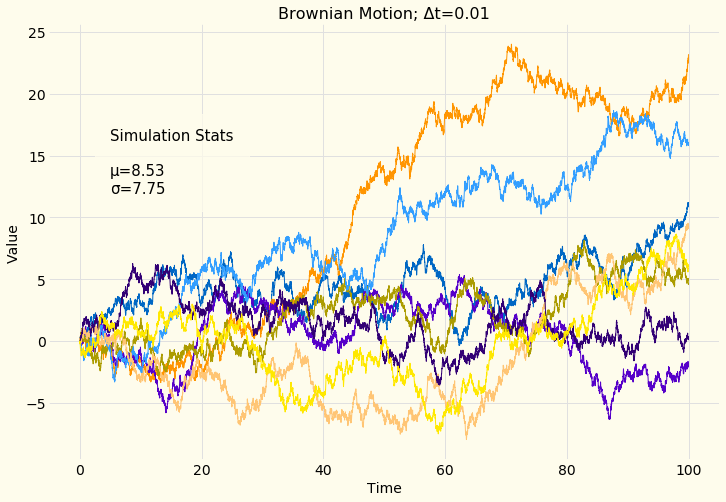 Brownian Motion; Δt=0.01
25
20
15
10
5
0
−5
Value
Simulation Stats
μ=8.53
σ=7.75
0 20 40 60 80 100
Time